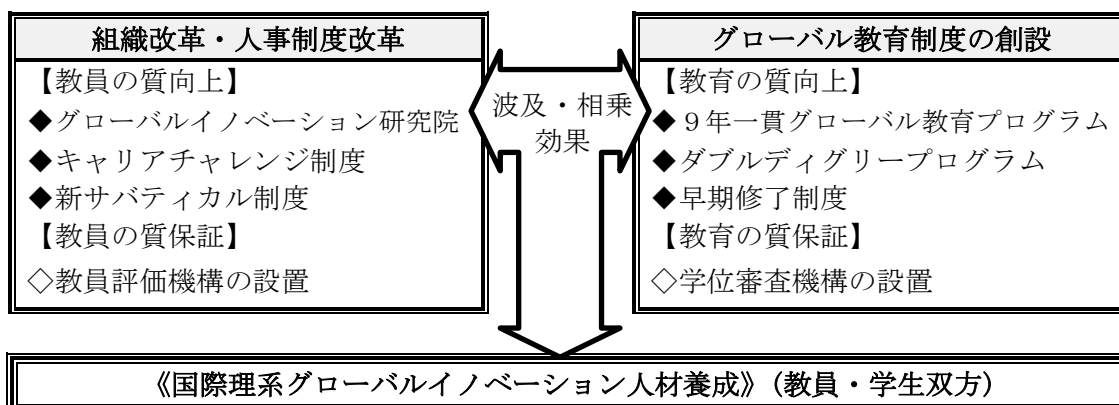 組織改革・人事制度改革
【教員の質向上】
◆グローバルイノベーション研究院
◆キャリアチャレンジ制度
◆新サバティカル制度
【教員の質保証】
◇教員評価機構の設置
波及・相乗
効果
グローバル教育制度の創設
【教育の質向上】
◆９年一貫グローバル教育プログラム
◆ダブルディグリープログラム
◆早期修了制度
【教育の質保証】
◇学位審査機構の設置
《国際理系グローバルイノベーション人材養成》（教員・学生双方）